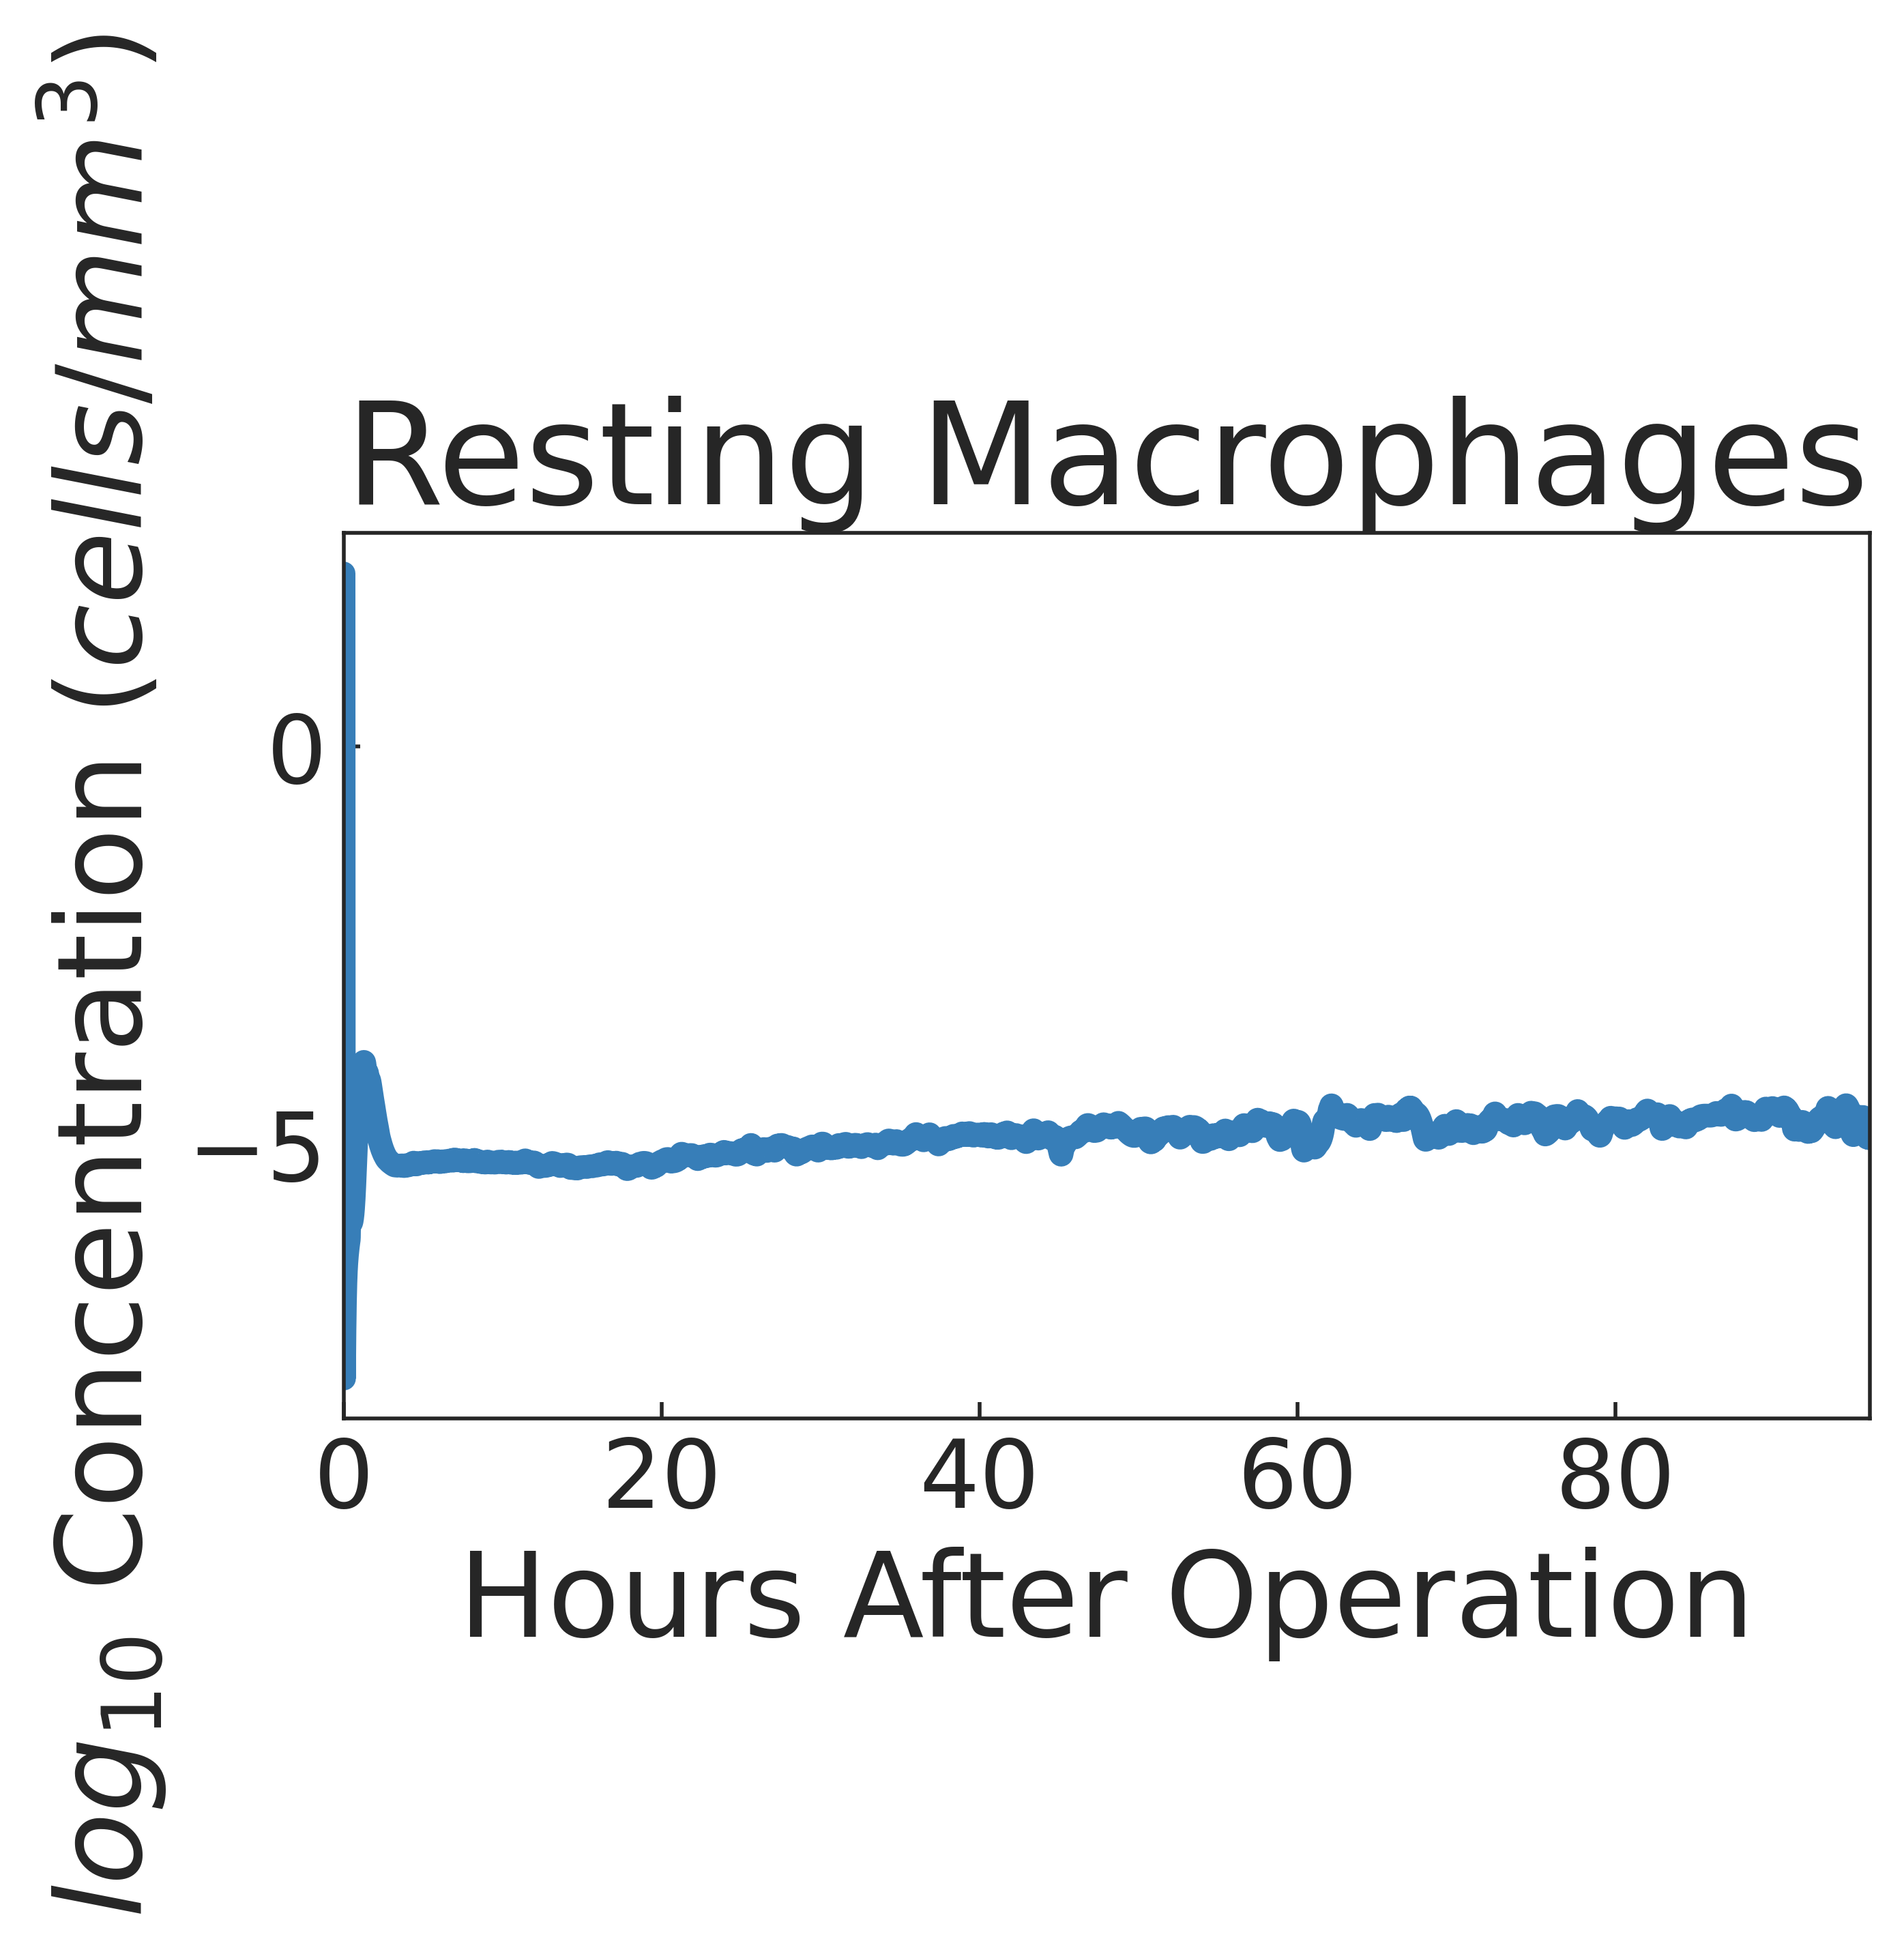 Resting Macrophages
log10 Concentration (cells/mm³)
0
−5
0 20 40 60 80
Hours After Operation